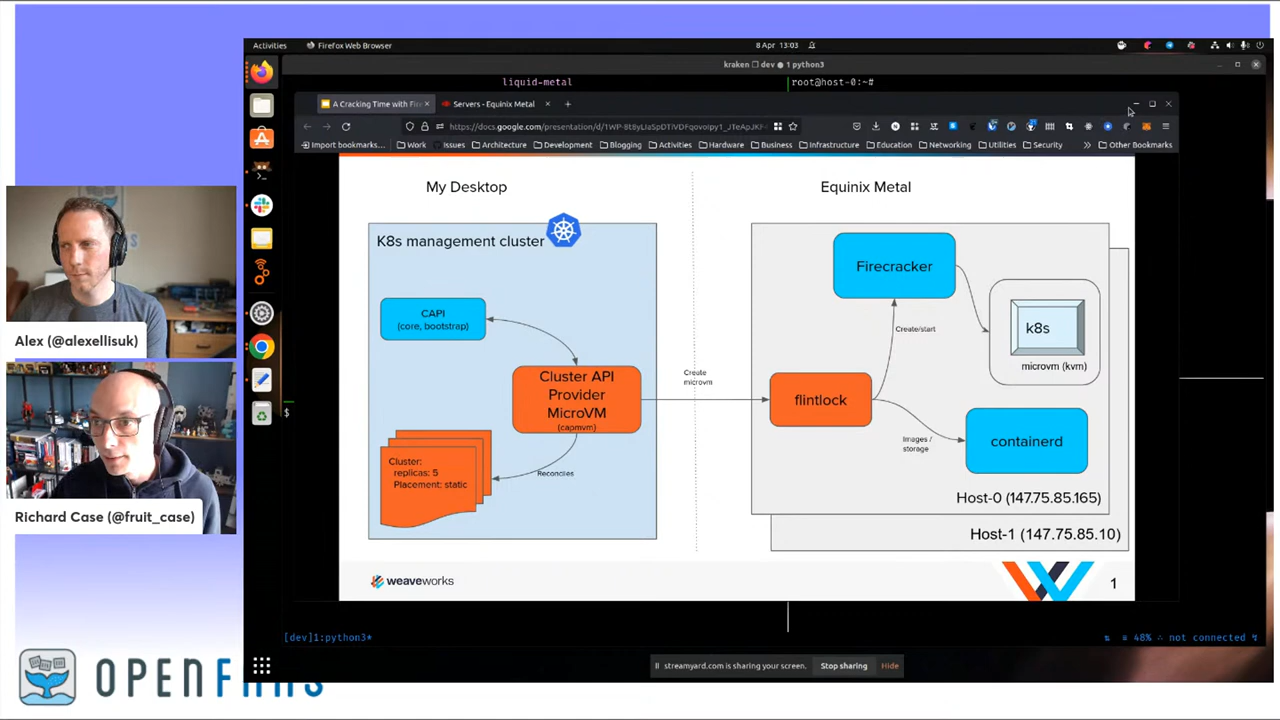 Activities
Firefox Web Browser
8 Apr 13:03
kraken dev 1 python3
liquid-metal
root@host-0:~#
A Cracking Time with Fire
Servers - Equinix Metal
Import bookmarks...
Work
Issues
Architecture
Development
Blogging
Activities
Hardware
Business
Infrastructure
Education
Networking
Utilities
Security
Other Bookmarks
My Desktop
Equinix Metal
K8s management cluster
CAPI
(core, bootstrap)
Cluster API
Provider
MicroVM
(capmvm)
Cluster:
replicas: 5
Placement: static
Reconciles
Create
microvm
Firecracker
Create/start
k8s
microvm (kvm)
flintlock
Images /
storage
containerd
Host-0 (147.75.85.165)
Host-1 (147.75.85.10)
weaveworks
1
$
[dev]1:python3*
48%
not connected
streamyard.com is sharing your screen.
Stop sharing
Hide
Alex (@alexellisuk)
Richard Case (@fruit_case)